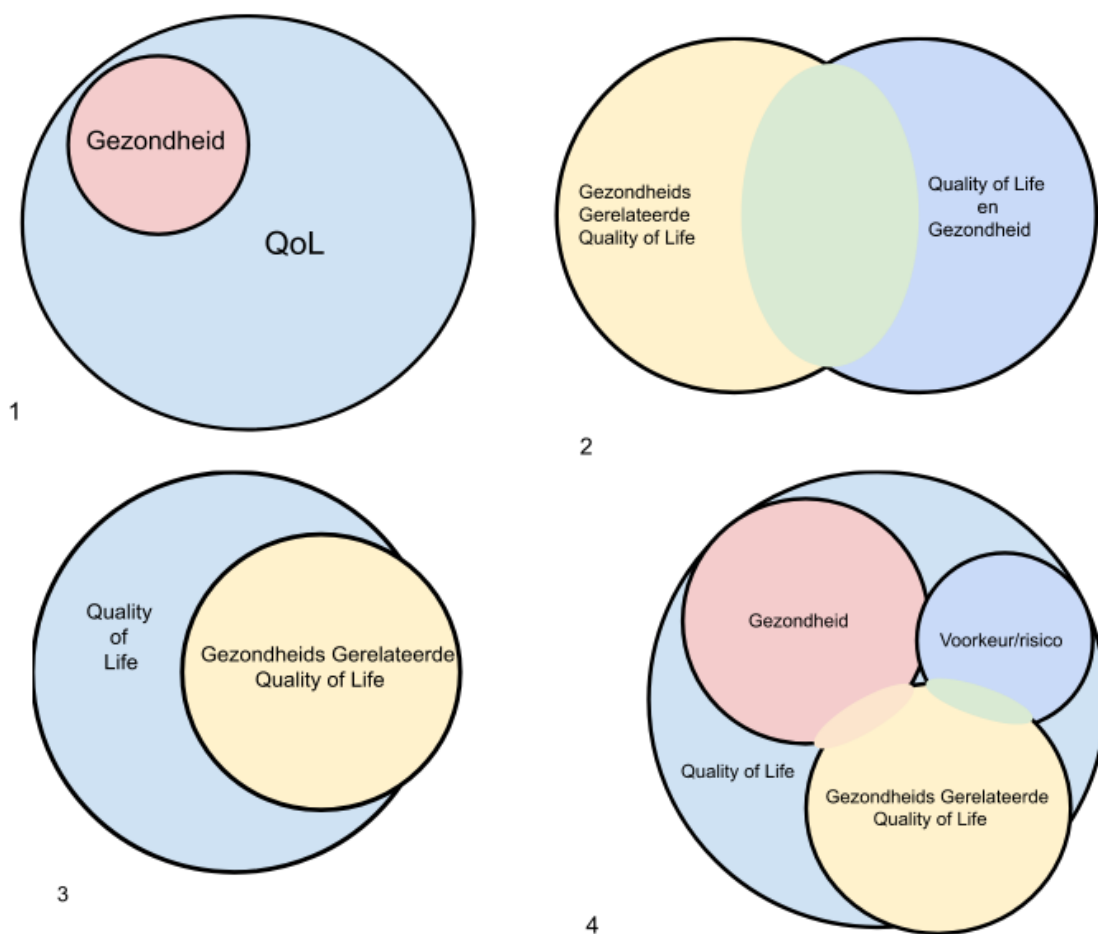 Gezondheid
QoL
1
Gezondheids
Gerelateerde
Quality of Life
Quality of Life
en
Gezondheid
2
Quality
of
Life
Gezondheids Gerelateerde
Quality of Life
3
Gezondheid
Voorkeur/risico
Quality of Life
Gezondheids Gerelateerde
Quality of Life
4